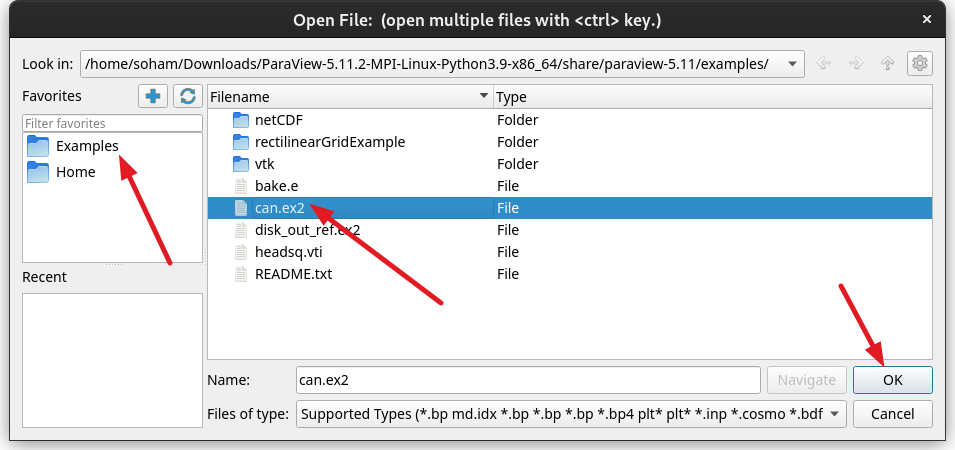 Open File:  (open multiple files with <ctrl> key.)
Look in: /home/soham/Downloads/ParaView-5.11.2-MPI-Linux-Python3.9-x86_64/share/paraview-5.11/examples/
Favorites
Filter favorites
Examples
Home
Recent
Filename Type
netCDF Folder
rectilinearGridExample Folder
vtk Folder
bake.e File
can.ex2 File
disk_out_ref.ex2 File
headsq.vti File
README.txt File
Name: can.ex2 Navigate OK
Files of type: Supported Types (*.bp md.idx *.bp *.bp *.bp *.bp4 plt* plt* *.inp *.cosmo *.bdf Cancel